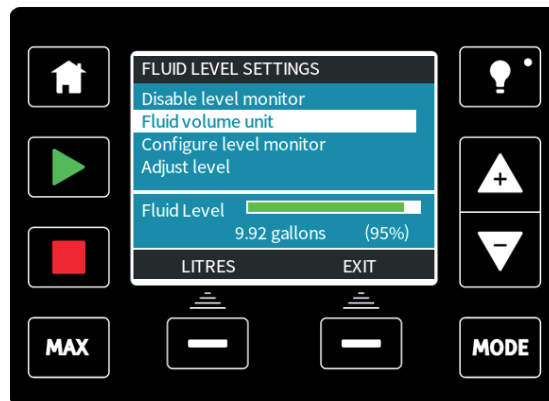 FLUID LEVEL SETTINGS
Disable level monitor
Fluid volume unit
Configure level monitor
Adjust level
Fluid Level
9.92 gallons (95%)
LITRES EXIT
MAX
MODE